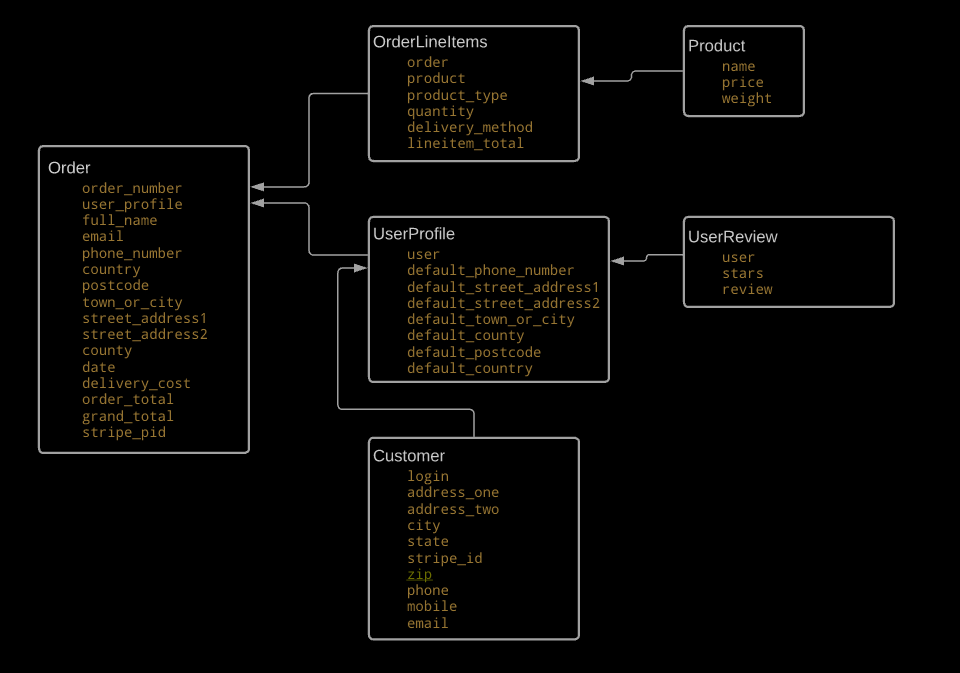 OrderLineItems
order
product
product_type
quantity
delivery_method
lineitem_total
Product
name
price
weight
Order
order_number
user_profile
full_name
email
phone_number
country
postcode
town_or_city
street_address1
street_address2
county
date
delivery_cost
order_total
grand_total
stripe_pid
UserProfile
user
default_phone_number
default_street_address1
default_street_address2
default_town_or_city
default_county
default_postcode
default_country
UserReview
user
stars
review
Customer
login
address_one
address_two
city
state
stripe_id
zip
phone
mobile
email